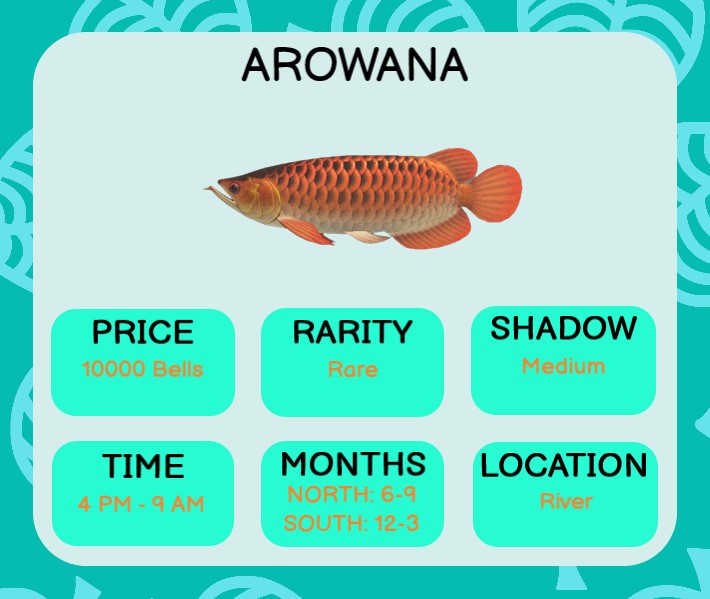 AROWANA
PRICE
10000 Bells
RARITY
Rare
SHADOW
Medium
TIME
4 PM - 9 AM
MONTHS
NORTH: 6-9
SOUTH: 12-3
LOCATION
River